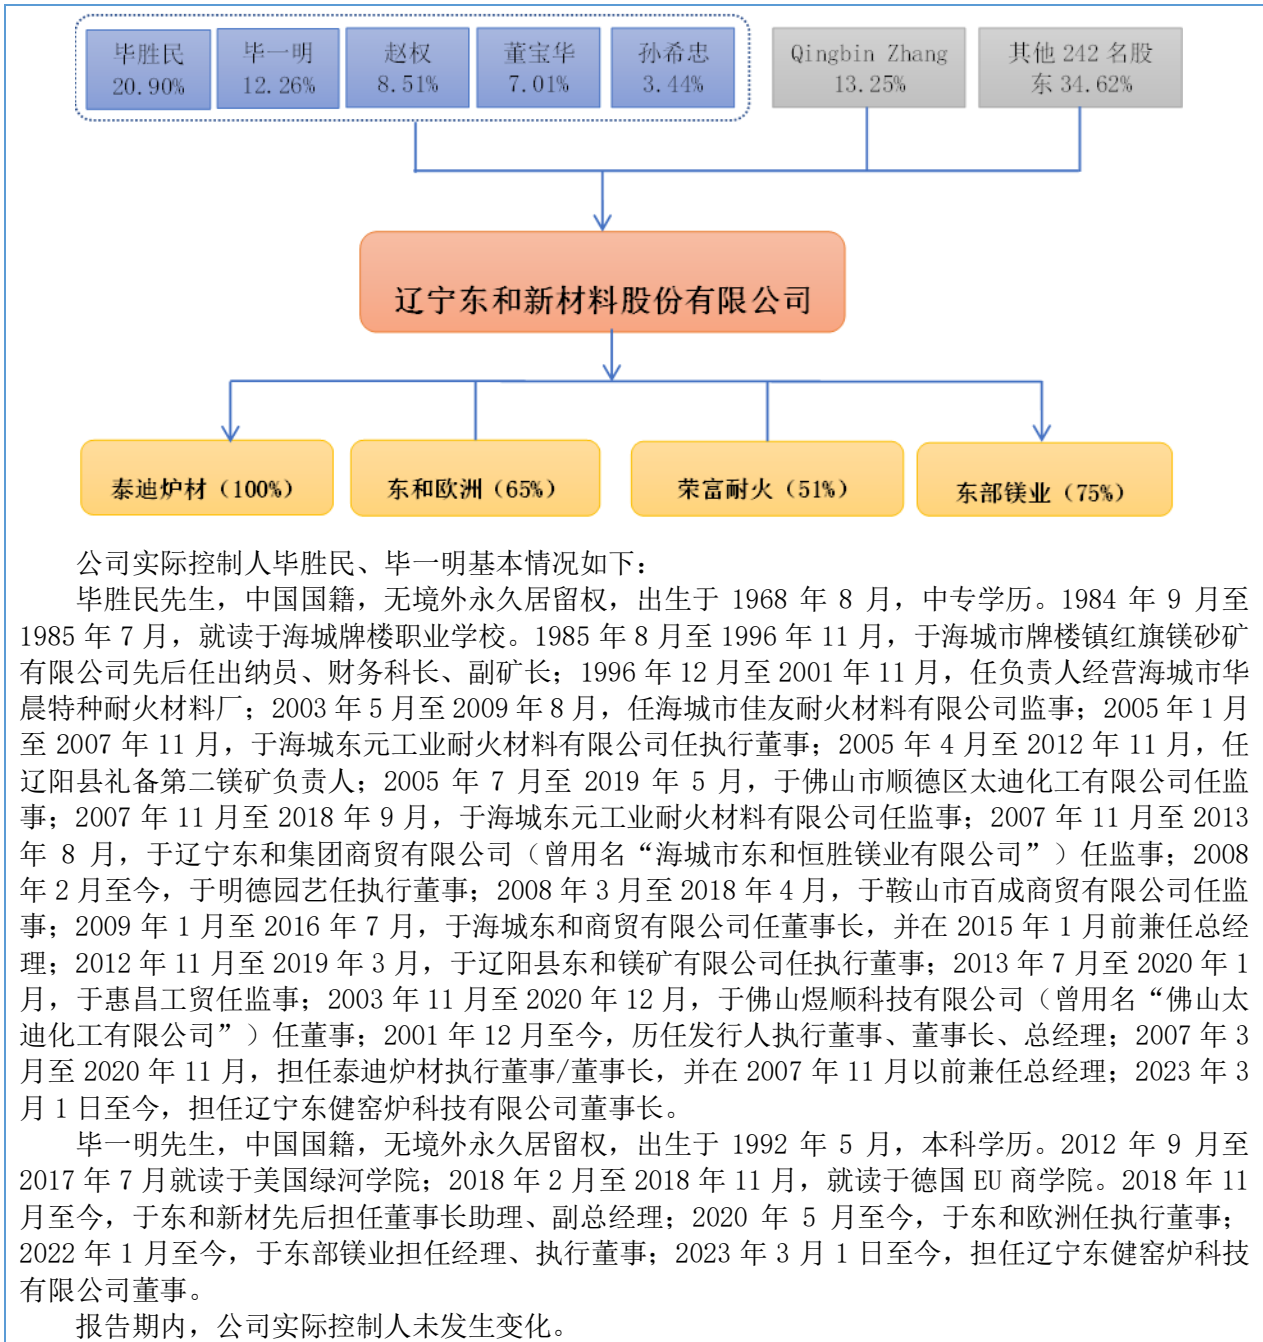 毕胜民
20.90%
毕一明
12.26%
赵权
8.51%
董宝华
7.01%
孙希忠
3.44%
Qingbin Zhang
13.25%
其他 242 名股
东 34.62%
辽宁东和新材料股份有限公司
泰迪炉材（100%）
东和欧洲（65%）
荣富耐火（51%）
东部镁业（75%）
公司实际控制人毕胜民、毕一明基本情况如下：
毕胜民先生，中国国籍，无境外永久居留权，出生于 1968 年 8 月，中专学历。1984 年 9 月至
1985 年 7 月，就读于海城牌楼职业学校。1985 年 8 月至 1996 年 11 月，于海城市牌楼镇红旗镁砂矿
有限公司先后任出纳员、财务科长、副矿长；1996 年 12 月至 2001 年 11 月，任负责人经营海城市华
晨特种耐火材料厂；2003 年 5 月至 2009 年 8 月，任海城市佳友耐火材料有限公司监事；2005 年 1 月
至 2007 年 11 月，于海城东元工业耐火材料有限公司任执行董事；2005 年 4 月至 2012 年 11 月，任
辽阳县礼备第二镁矿负责人；2005 年 7 月至 2019 年 5 月，于佛山市顺德区太迪化工有限公司任监
事；2007 年 11 月至 2018 年 9 月，于海城东元工业耐火材料有限公司任监事；2007 年 11 月至 2013
年 8 月，于辽宁东和集团商贸有限公司（曾用名“海城市东和恒胜镁业有限公司”）任监事；2008
年 2 月至今，于明德园艺任执行董事；2008 年 3 月至 2018 年 4 月，于鞍山市百成商贸有限公司任监
事；2009 年 1 月至 2016 年 7 月，于海城东和商贸有限公司任董事长，并在 2015 年 1 月前兼任总经
理；2012 年 11 月至 2019 年 3 月，于辽阳县东和镁矿有限公司任执行董事；2013 年 7 月至 2020 年 1
月，于惠昌工贸任监事；2003 年 11 月至 2020 年 12 月，于佛山煜顺科技有限公司（曾用名“佛山太
迪化工有限公司”）任董事；2001 年 12 月至今，历任发行人执行董事、董事长、总经理；2007 年 3
月至 2020 年 11 月，担任泰迪炉材执行董事/董事长，并在 2007 年 11 月以前兼任总经理；2023 年 3
月 1 日至今，担任辽宁东健窑炉科技有限公司董事长。
毕一明先生，中国国籍，无境外永久居留权，出生于 1992 年 5 月，本科学历。2012 年 9 月至
2017 年 7 月就读于美国绿河学院；2018 年 2 月至 2018 年 11 月，就读于德国 EU 商学院。2018 年 11
月至今，于东和新材先后担任董事长助理、副总经理；2020 年 5 月至今，于东和欧洲任执行董事；
2022 年 1 月至今，于东部镁业担任经理、执行董事；2023 年 3 月 1 日至今，担任辽宁东健窑炉科技
有限公司董事。
报告期内，公司实际控制人未发生变化。